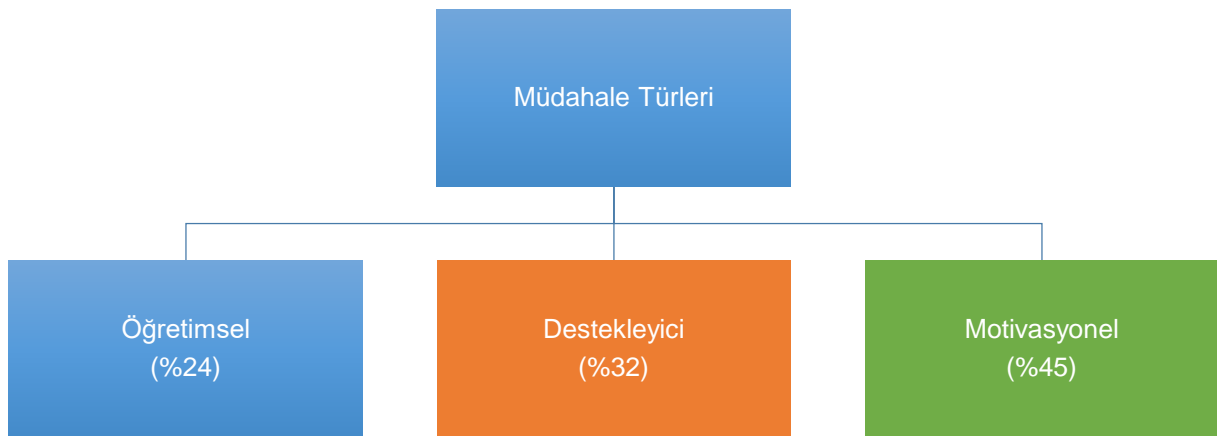 Müdahale Türleri
Öğretimsel
(%24)
Destekleyici
(%32)
Motivasyonel
(%45)